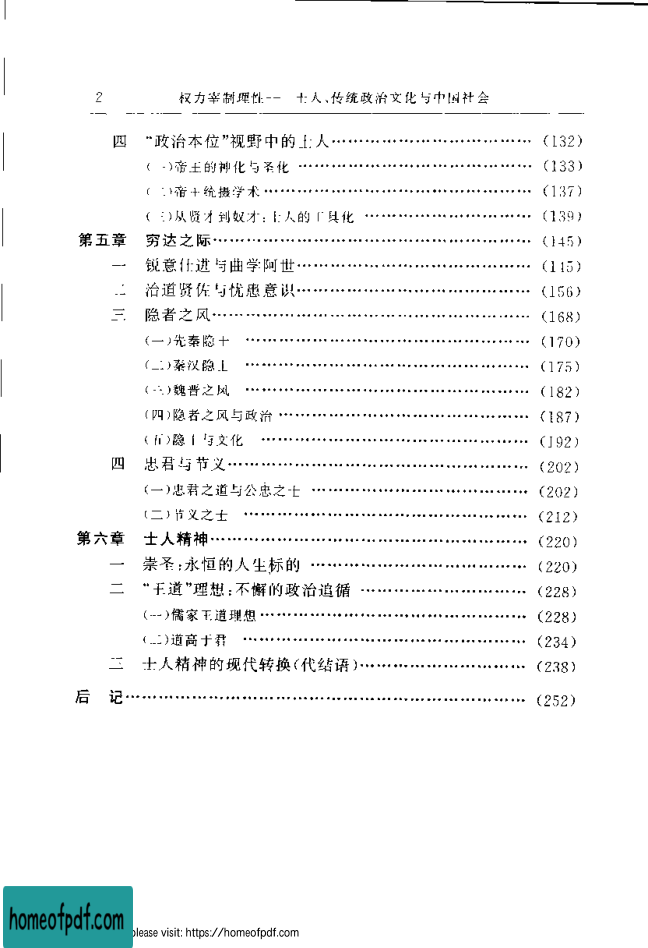 2 权力宰制理性——士人、传统政治文化与中国社会
四 “政治本位”视野中的士人……………………………(132)
(一)帝王的神化与圣化……………………………(133)
(二)帝王统摄学术……………………………(137)
(三)从贤才到奴才：士人的工具化……………………………(139)
第五章 穷达之际……………………………(145)
一 锐意仕进与曲学阿世……………………………(145)
二 治道贤佐与忧患意识……………………………(156)
三 隐者之风……………………………(168)
(一)先秦隐士……………………………(170)
(二)秦汉隐士……………………………(175)
(三)魏晋之风……………………………(182)
(四)隐者之风与政治……………………………(187)
(五)隐士与文化……………………………(192)
四 忠君与节义……………………………(202)
(一)忠君之道与公忠之士……………………………(202)
(二)节义之士……………………………(212)
第六章 士人精神……………………………(220)
一 崇圣：永恒的人生标的……………………………(220)
二 “王道”理想：不懈的政治追循……………………………(228)
(一)儒家王道理想……………………………(228)
(二)道高于君……………………………(234)
三 士人精神的现代转换(代结语)……………………………(238)
后 记……………………………(252)
homeofpdf.com
please visit: https://homeofpdf.com